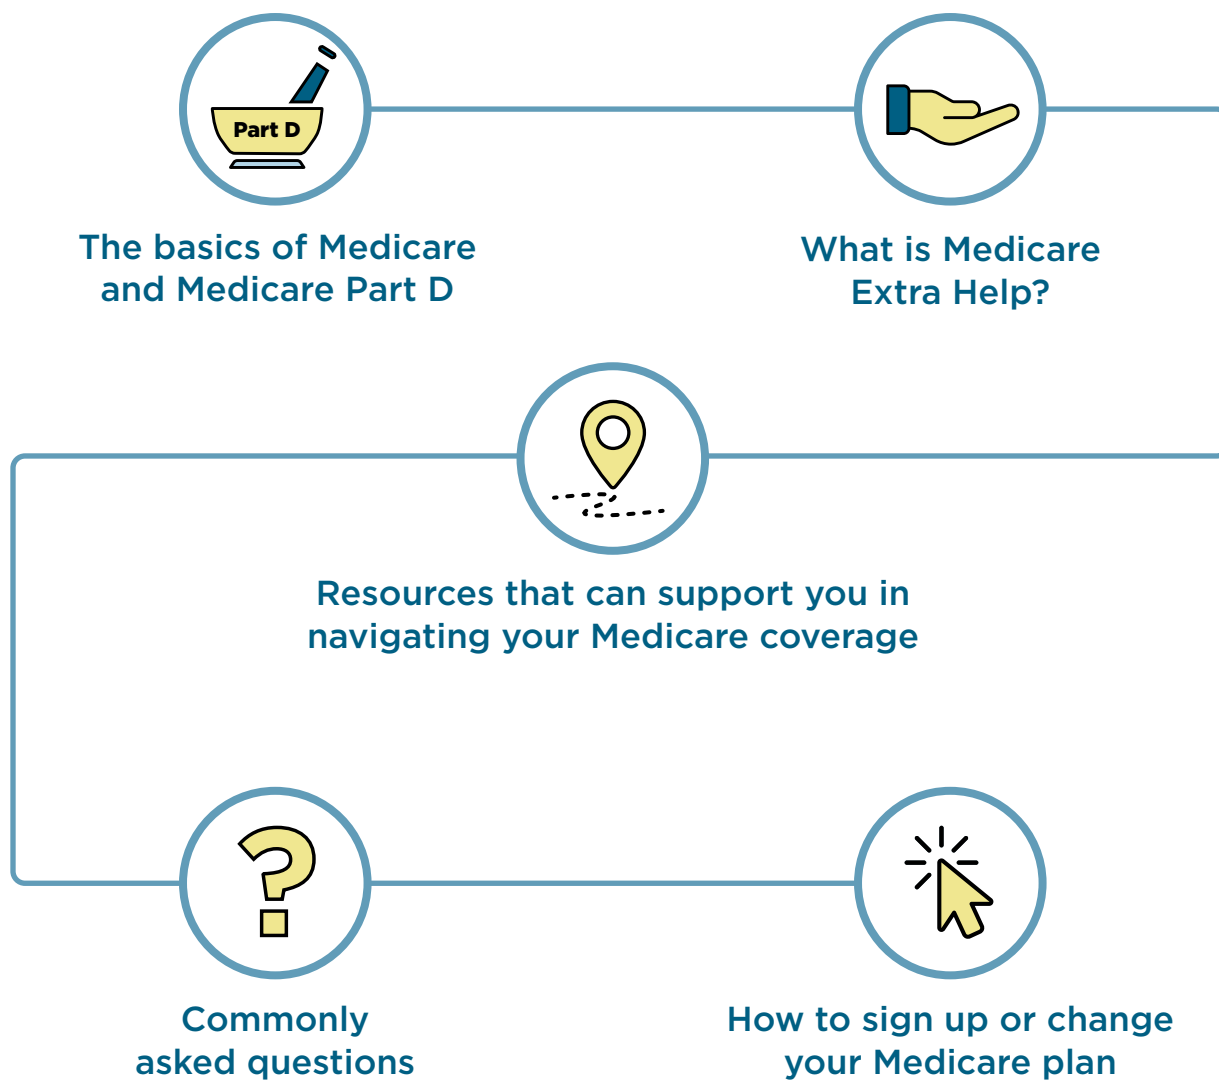 Part D
The basics of Medicare
and Medicare Part D
What is Medicare
Extra Help?
Resources that can support you in
navigating your Medicare coverage
Commonly
asked questions
How to sign up or change
your Medicare plan